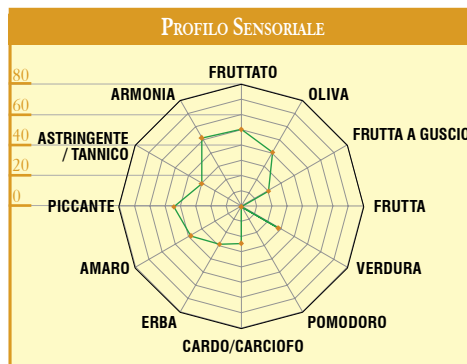 PROFILO SENSORIALE
80
60
40
20
0
FRUTTATO
OLIVA
FRUTTA A GUSCIO
FRUTTA
VERDURA
POMODORO
CARDO/CARCIOFO
ERBA
AMARO
PICCANTE
ASTRINGENTE
/ TANNICO
ARMONIA